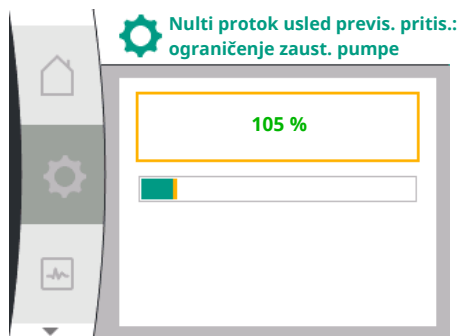 Nulti protok usled previs. pritis.:
ograničenje zaust. pumpe
105 %